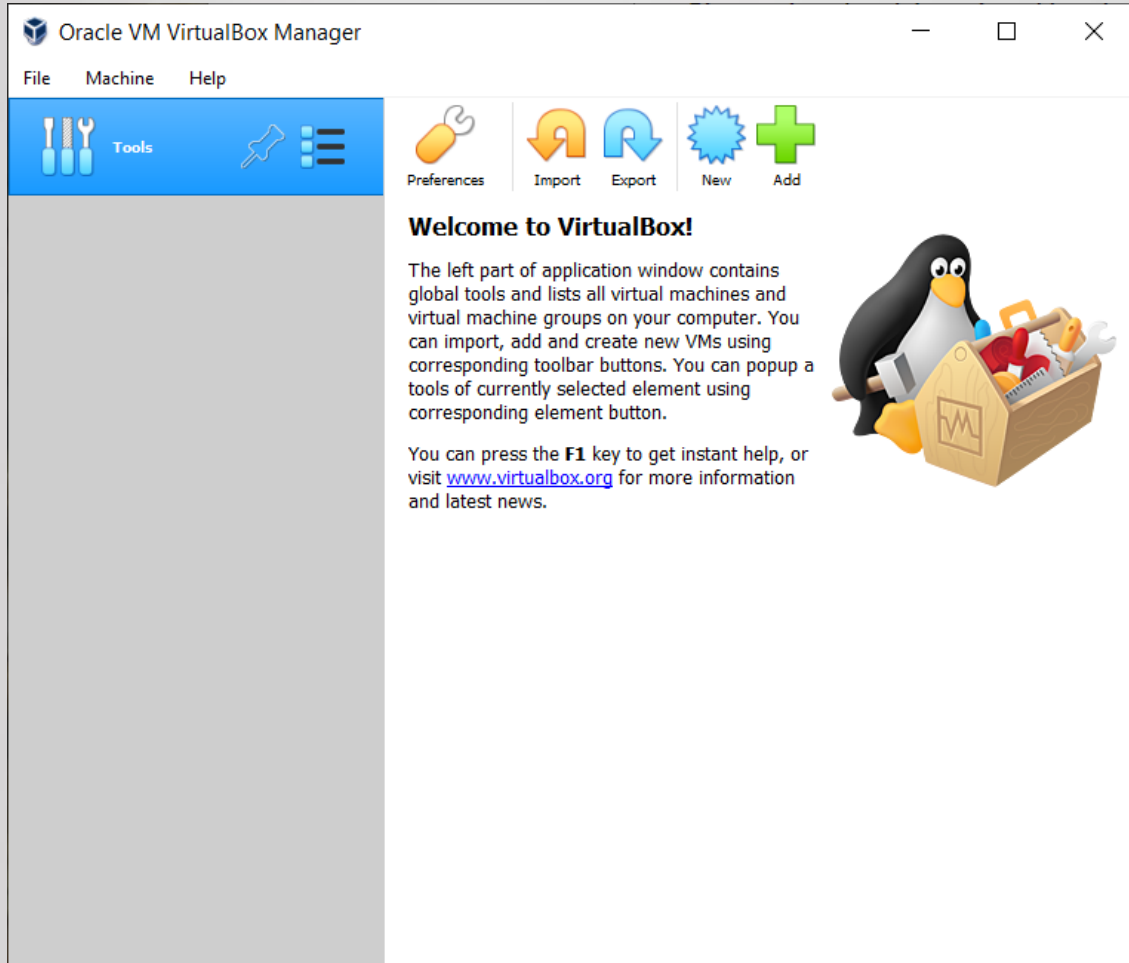 Oracle VM VirtualBox Manager
File Machine Help
Tools
Preferences Import Export New Add
Welcome to VirtualBox!
The left part of application window contains
global tools and lists all virtual machines and
virtual machine groups on your computer. You
can import, add and create new VMs using
corresponding toolbar buttons. You can popup a
tools of currently selected element using
corresponding element button.
You can press the F1 key to get instant help, or
visit www.virtualbox.org for more information
and latest news.